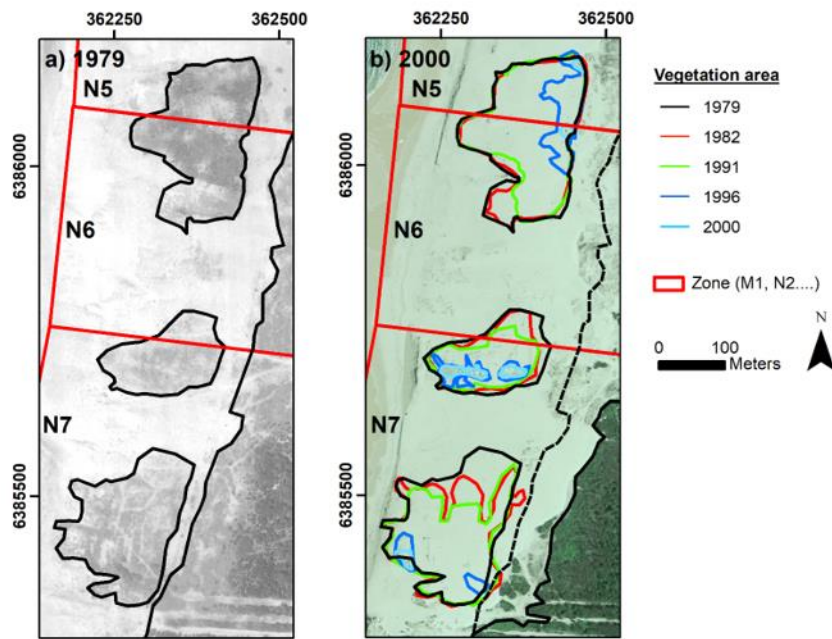 362250 362500 362250 362500
a) 1979 b) 2000
N5 N5
6386000 6386000
N6 N6
N7 N7
6385500 6385500
Vegetation area
1979
1982
1991
1996
2000
Zone (M1, N2....)
N
0 100
Meters